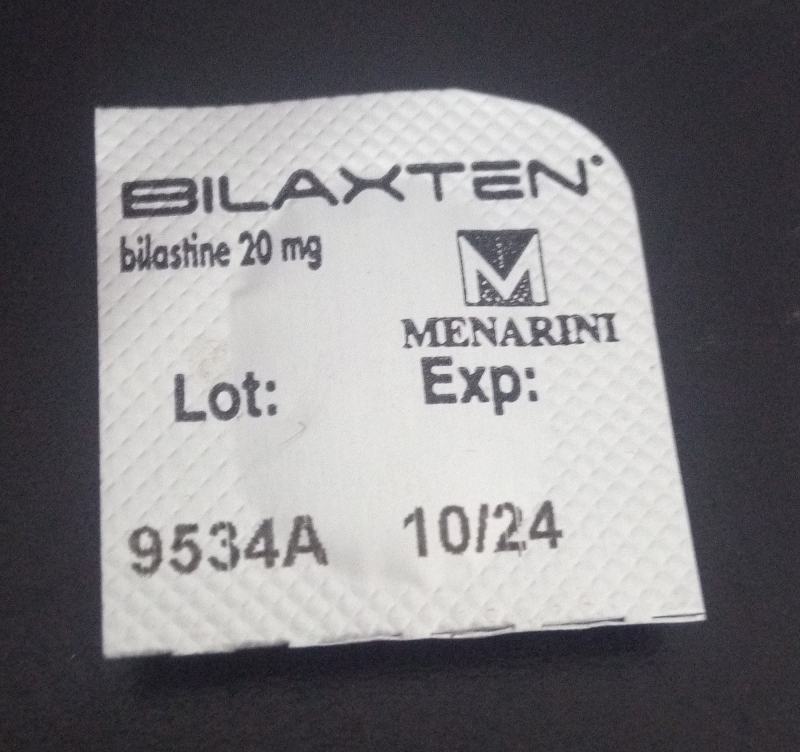 BILAXTEN®
bilastine 20 mg
MENARINI
Lot: Exp:
9534A 10/24